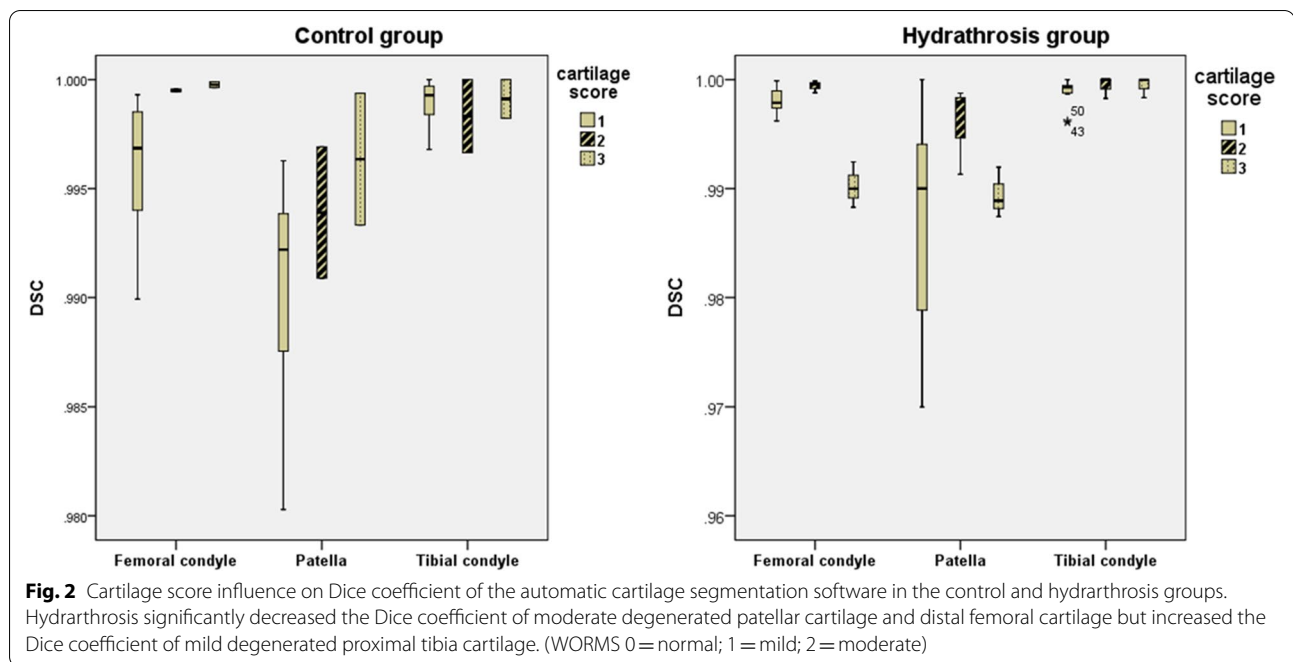 Control group
1.000
.995
.990
.985
.980
DSC
Femoral condyle Patella Tibial condyle
cartilage
score
1
2
3
Hydrathrosis group
1.00
.99
.98
.97
.96
DSC
50
43
Femoral condyle Patella Tibial condyle
cartilage
score
1
2
3
Fig. 2 Cartilage score influence on Dice coefficient of the automatic cartilage segmentation software in the control and hydrarthrosis groups.
Hydrarthrosis significantly decreased the Dice coefficient of moderate degenerated patellar cartilage and distal femoral cartilage but increased the
Dice coefficient of mild degenerated proximal tibia cartilage. (WORMS 0 = normal; 1 = mild; 2 = moderate)